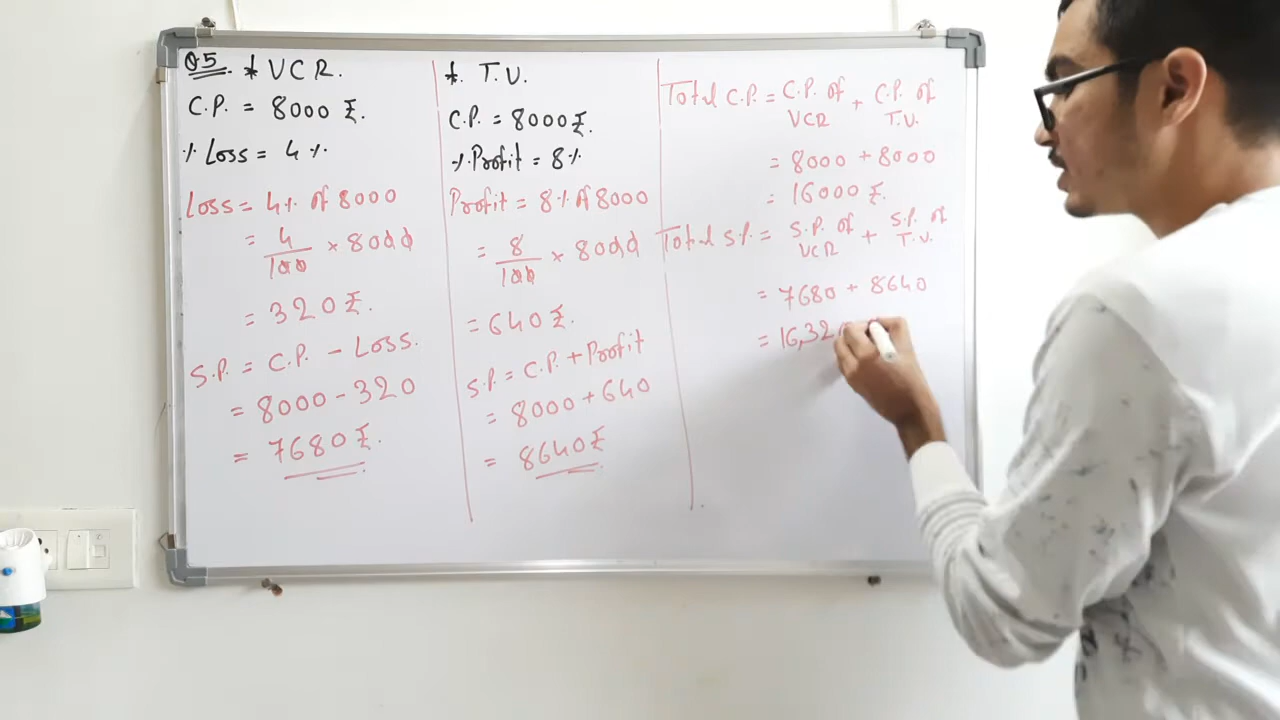 Q5. * VCR.
C.P. = 8000 ₹.
% Loss = 4 %
Loss = 4% of 8000
= 4/100 × 8000
= 320 ₹.
S.P. = C.P. - Loss.
= 8000 - 320
= 7680 ₹.
*. T.V.
C.P. = 8000 ₹.
% Profit = 8%
Profit = 8% of 8000
= 8/100 × 8000
= 640 ₹.
S.P. = C.P. + Profit
= 8000 + 640
= 8640 ₹
Total C.P. = C.P. of VCR + C.P. of T.V.
= 8000 + 8000
= 16000 ₹.
Total S.P. = S.P. of VCR + S.P. of T.V.
= 7680 + 8640
= 16,32